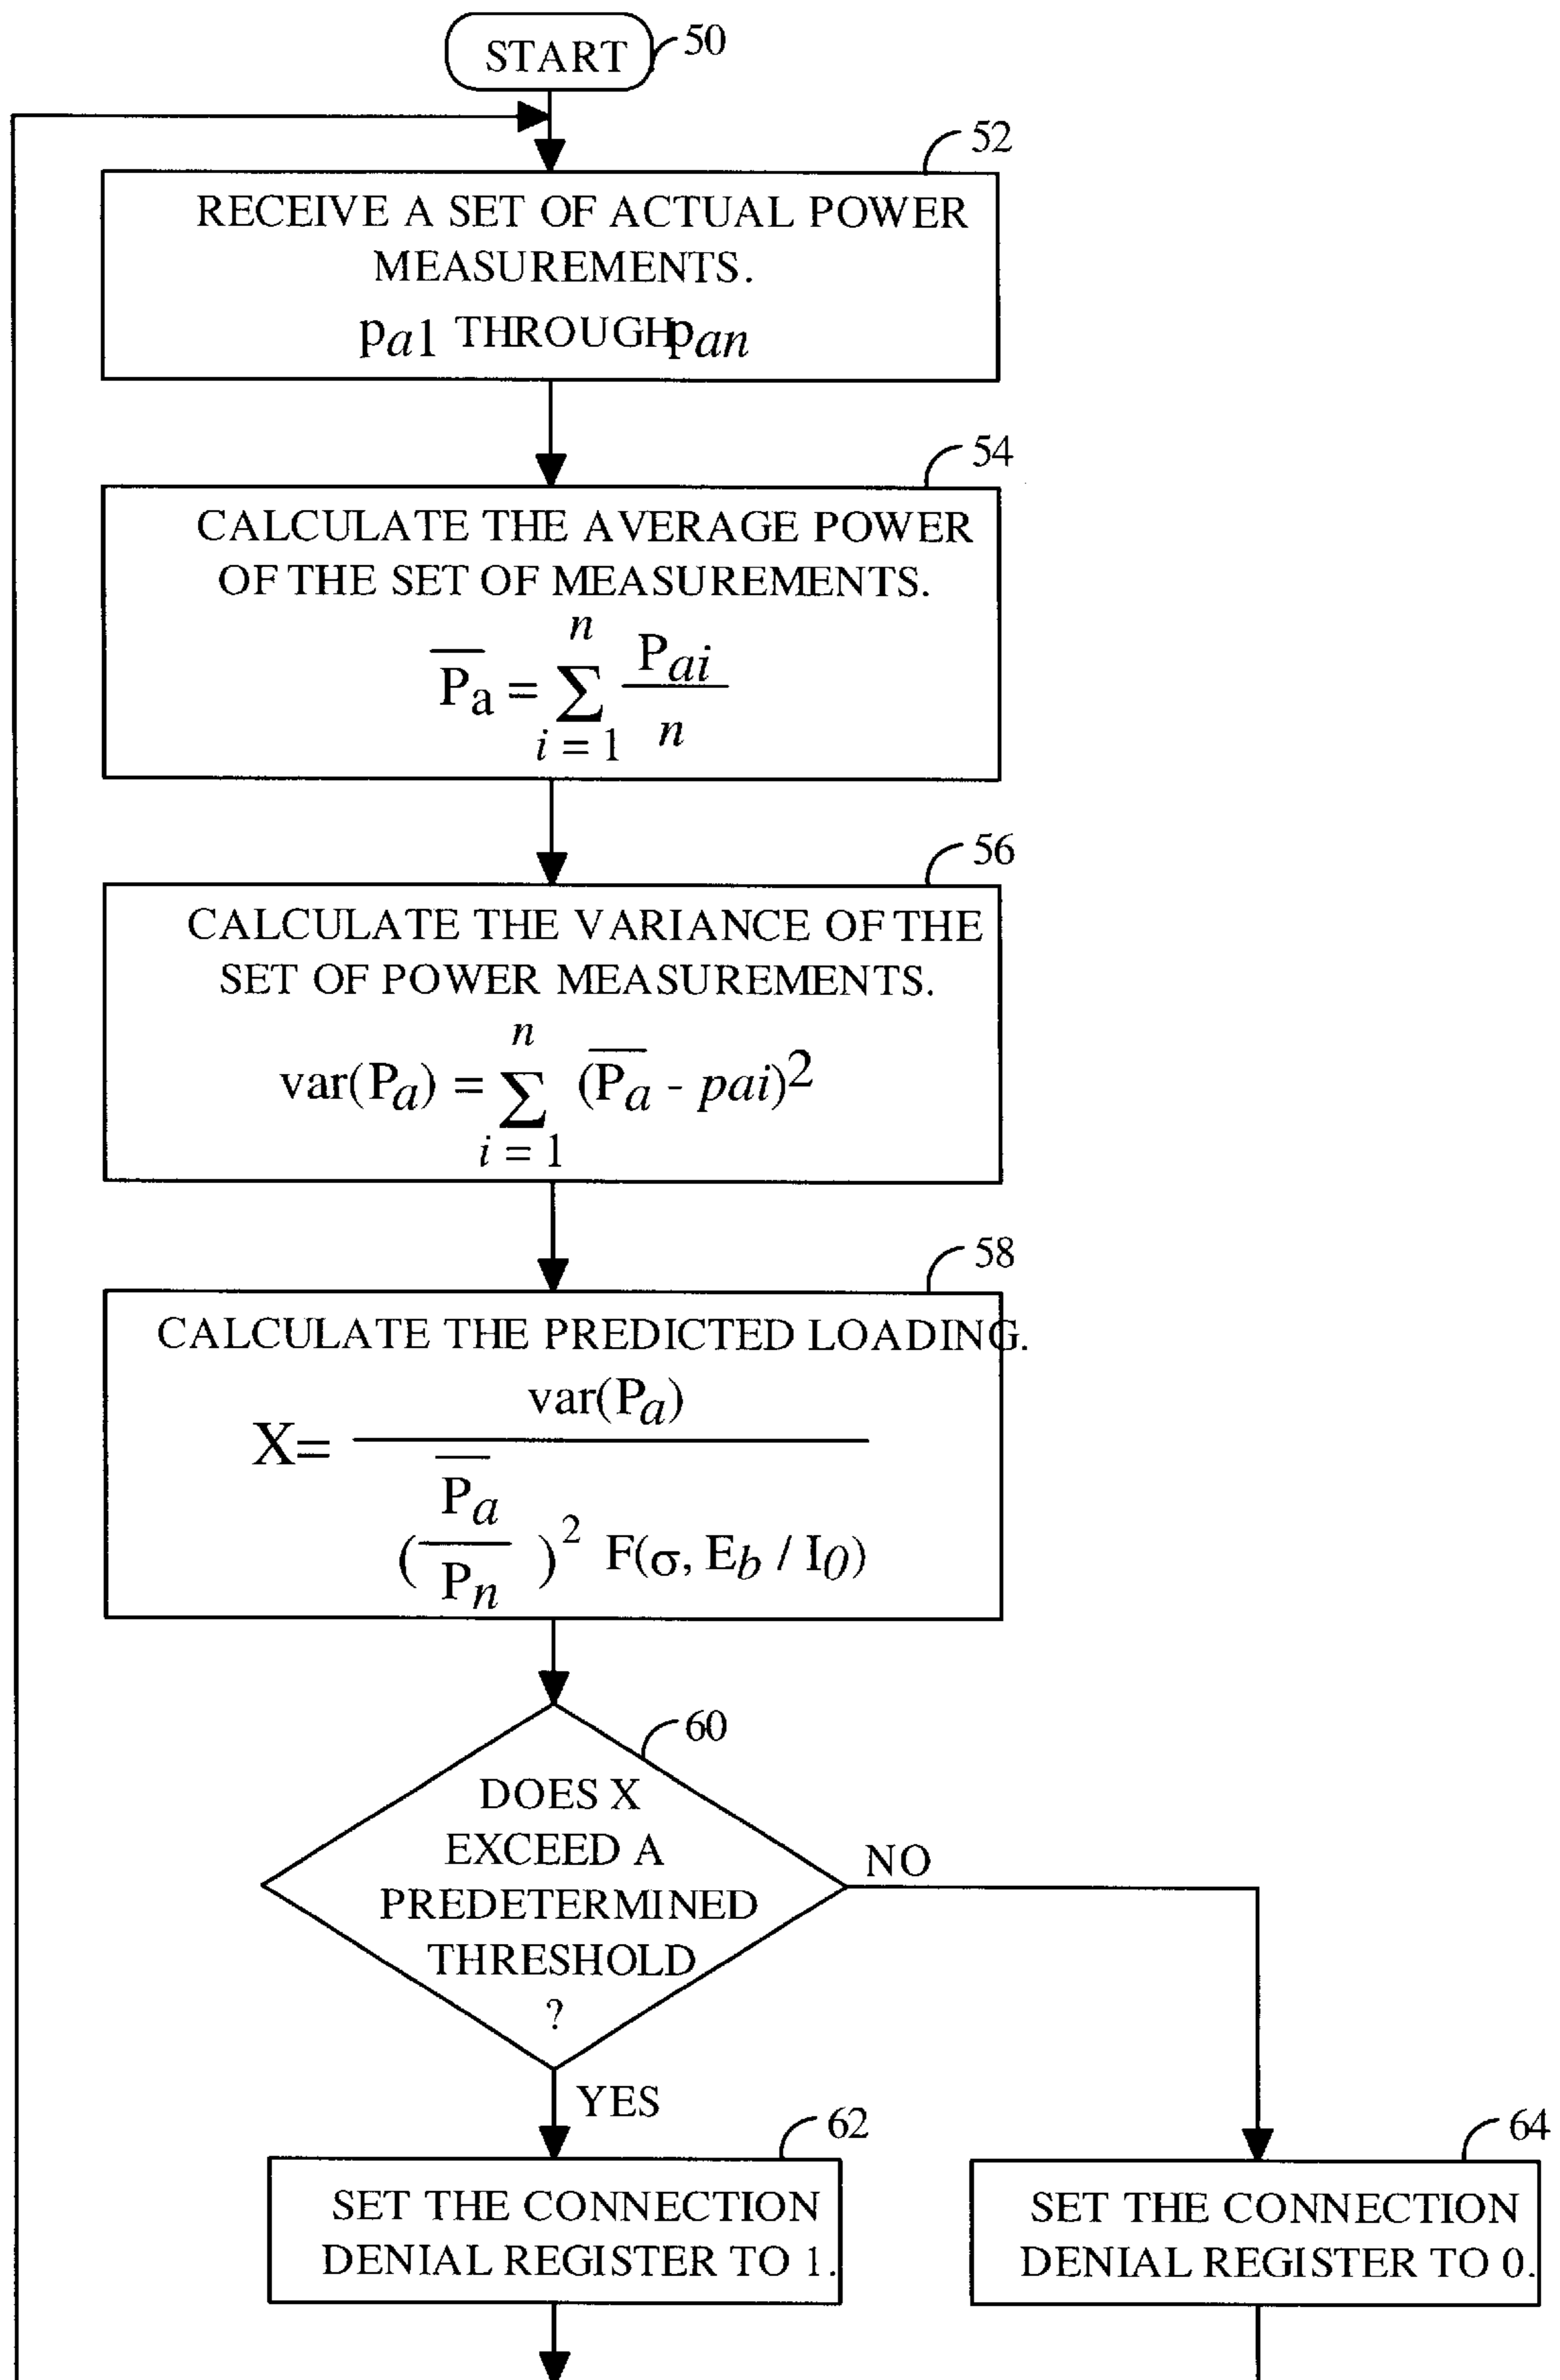 START 50
52
RECEIVE A SET OF ACTUAL POWER
MEASUREMENTS.
pa1 THROUGH pan
54
CALCULATE THE AVERAGE POWER
OF THE SET OF MEASUREMENTS.
n
P̅a = ∑ Pai / n
i = 1
56
CALCULATE THE VARIANCE OF THE
SET OF POWER MEASUREMENTS.
n
var(Pa) = ∑ (P̅a - pai)2
i = 1
58
CALCULATE THE PREDICTED LOADING.
var(Pa)
X=
P̅a
( ― )2 F(σ, Eb / I0)
Pn
60
DOES X
EXCEED A
PREDETERMINED
THRESHOLD
?
NO
YES
62
SET THE CONNECTION
DENIAL REGISTER TO 1.
64
SET THE CONNECTION
DENIAL REGISTER TO 0.